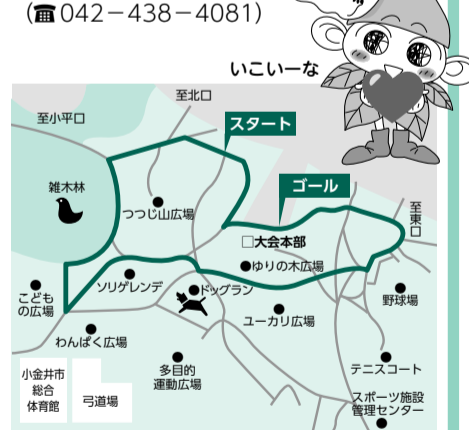 (☎042－438－4081)
いこいーな
至北口
至小平口
スタート
雑木林
つつじ山広場
ゴール
至東口
□大会本部
ゆりの木広場
こども
の広場
ソリゲレンデ
ドッグラン
野球場
ユーカリ広場
わんぱく広場
多目的
運動広場
テニスコート
小金井市
総合
体育館
弓道場
スポーツ施設
管理センター